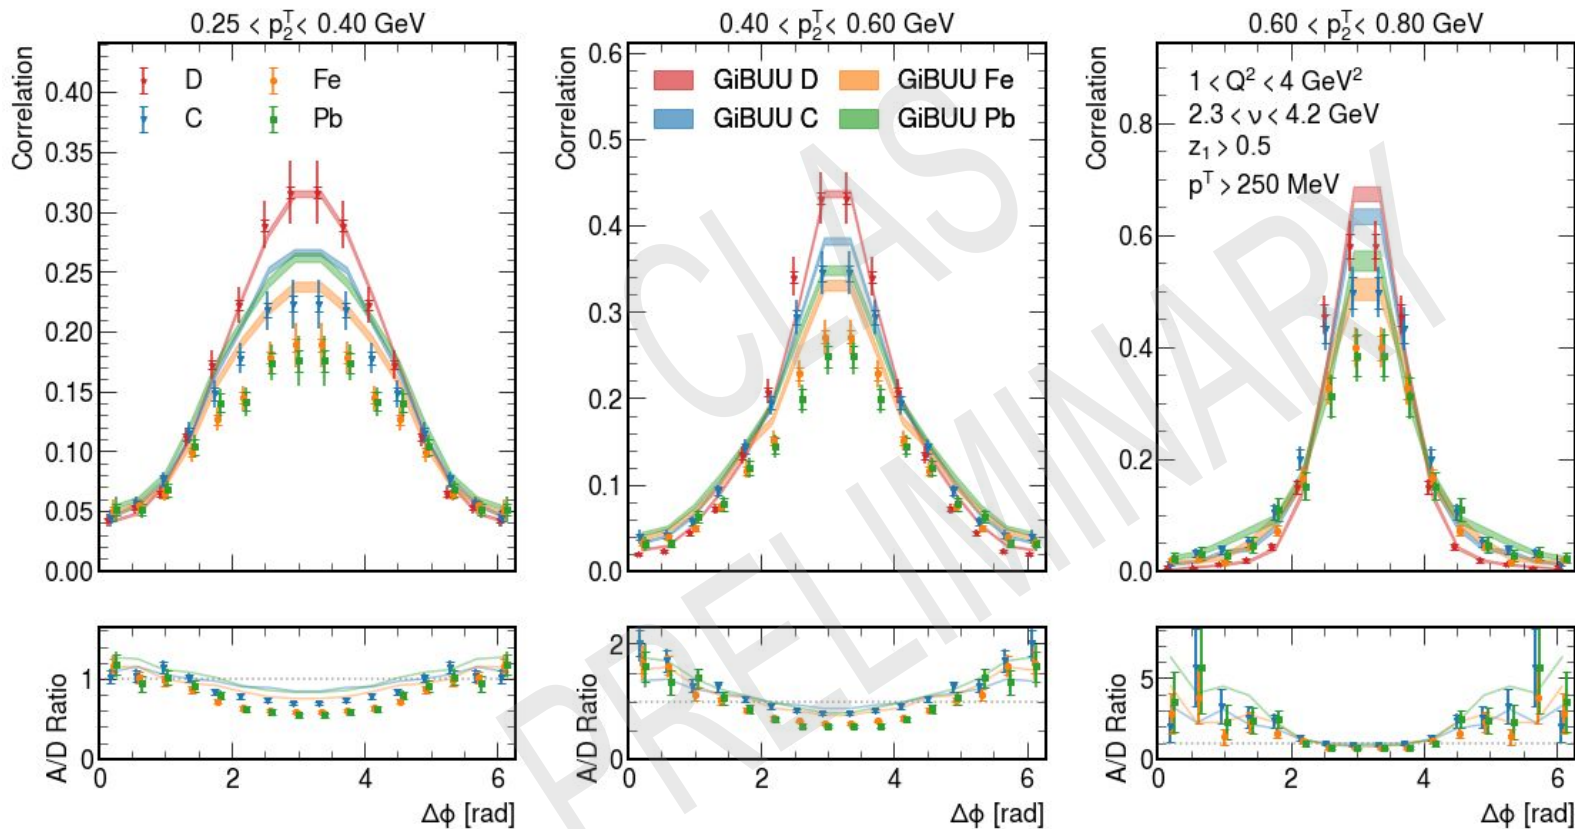 0.25 < p₂ᵀ < 0.40 GeV
Correlation
D
Fe
C
Pb
0.40
0.35
0.30
0.25
0.20
0.15
0.10
0.05
0.00
0.40 < p₂ᵀ < 0.60 GeV
Correlation
GiBUU D
GiBUU Fe
GiBUU C
GiBUU Pb
0.6
0.5
0.4
0.3
0.2
0.1
0.0
0.60 < p₂ᵀ < 0.80 GeV
Correlation
1 < Q² < 4 GeV²
2.3 < ν < 4.2 GeV
z₁ > 0.5
pᵀ > 250 MeV
0.8
0.6
0.4
0.2
0.0
CLAS
PRELIMINARY
A/D Ratio
1
0
0 2 4 6
Δϕ [rad]
A/D Ratio
2
1
0
0 2 4 6
Δϕ [rad]
A/D Ratio
5
0
0 2 4 6
Δϕ [rad]